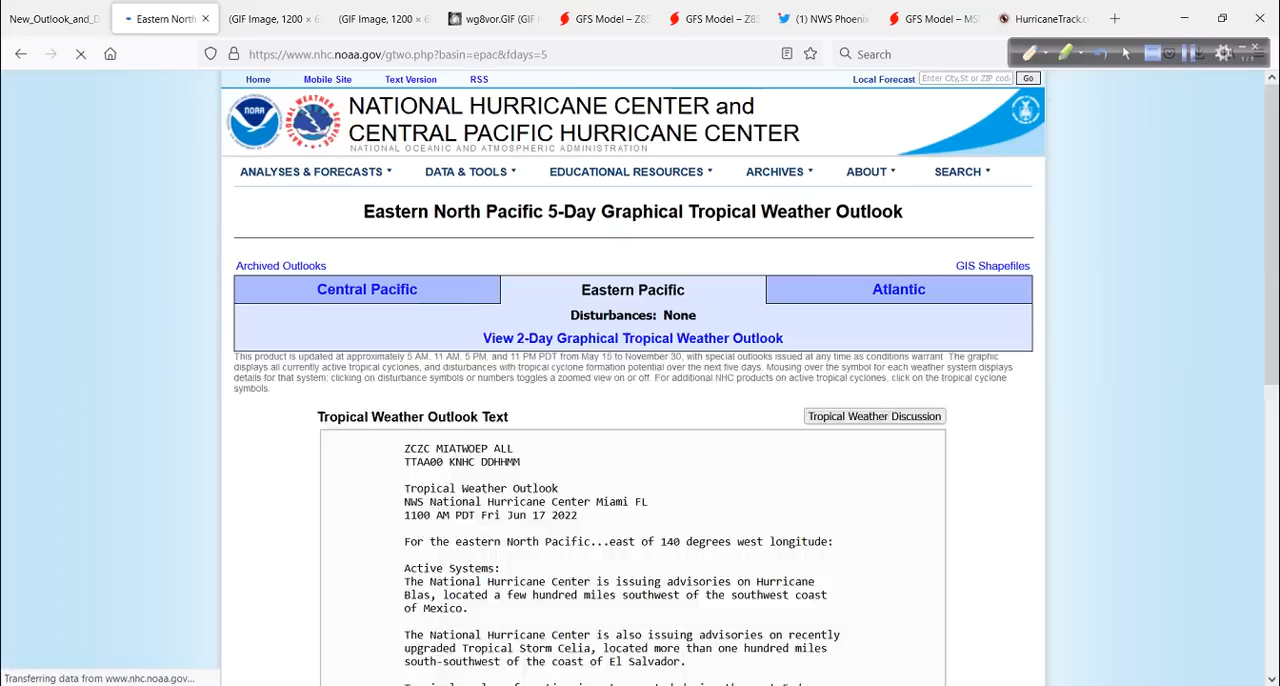 New_Outlook_and_D
Eastern North
(GIF Image, 1200 × 6
(GIF Image, 1200 × 6
wg8vor.GIF (GIF I
GFS Model – Z85
GFS Model – Z85
(1) NWS Phoenix
GFS Model – MS
HurricaneTrack.c
https://www.nhc.noaa.gov/gtwo.php?basin=epac&fdays=5
Search
1/1
Home
Mobile Site
Text Version
RSS
Local Forecast
Enter City,St or ZIP code
Go
NOAA
NATIONAL HURRICANE CENTER and
CENTRAL PACIFIC HURRICANE CENTER
NATIONAL OCEANIC AND ATMOSPHERIC ADMINISTRATION
ANALYSES & FORECASTS
DATA & TOOLS
EDUCATIONAL RESOURCES
ARCHIVES
ABOUT
SEARCH
Eastern North Pacific 5-Day Graphical Tropical Weather Outlook
Archived Outlooks
GIS Shapefiles
Central Pacific
Eastern Pacific
Atlantic
Disturbances: None
View 2-Day Graphical Tropical Weather Outlook
This product is updated at approximately 5 AM, 11 AM, 5 PM, and 11 PM PDT from May 15 to November 30, with special outlooks issued at any time as conditions warrant. The graphic
displays all currently active tropical cyclones, and disturbances with tropical cyclone formation potential over the next five days. Mousing over the symbol for each weather system displays
details for that system; clicking on disturbance symbols or numbers toggles a zoomed view on or off. For additional NHC products on active tropical cyclones, click on the tropical cyclone
symbols.
Tropical Weather Outlook Text
Tropical Weather Discussion
ZCZC MIATWOEP ALL
TTAA00 KNHC DDHHMM
Tropical Weather Outlook
NWS National Hurricane Center Miami FL
1100 AM PDT Fri Jun 17 2022
For the eastern North Pacific...east of 140 degrees west longitude:
Active Systems:
The National Hurricane Center is issuing advisories on Hurricane
Blas, located a few hundred miles southwest of the southwest coast
of Mexico.
The National Hurricane Center is also issuing advisories on recently
upgraded Tropical Storm Celia, located more than one hundred miles
south-southwest of the coast of El Salvador.
Transferring data from www.nhc.noaa.gov...